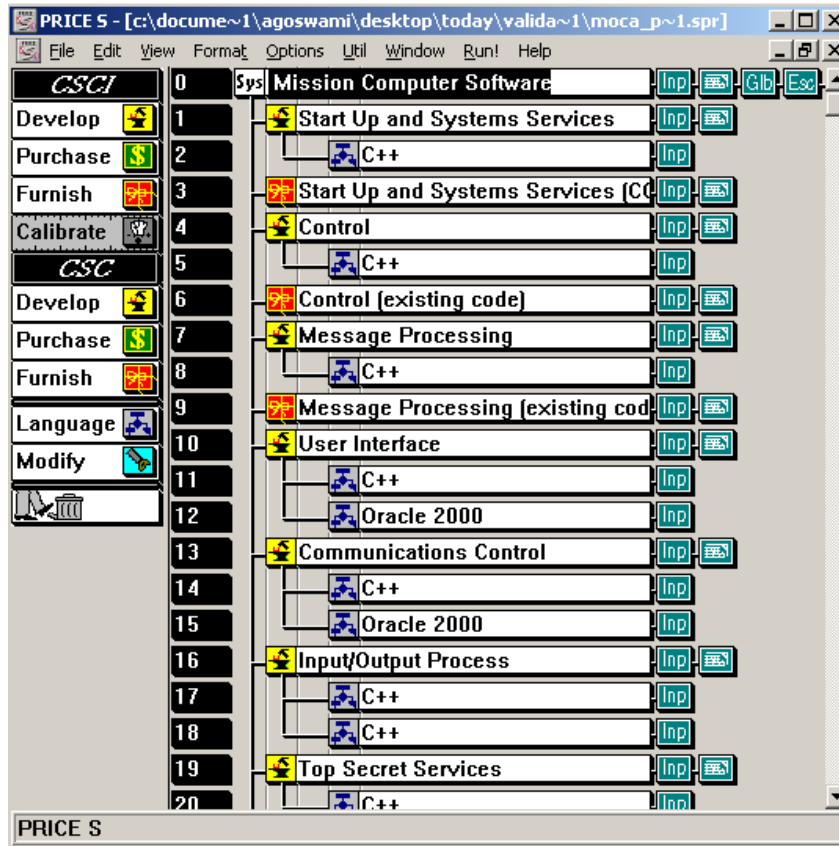 PRICE S - [c:\docume~1\agoswami\desktop\today\valida~1\moca_p~1.spr]
File Edit View Format Options Util Window Run! Help
CSCI
Develop
Purchase $
Furnish
Calibrate
CSC
Develop
Purchase $
Furnish
Language
Modify
0 Sys Mission Computer Software Inp Glb Esc
1 Start Up and Systems Services Inp
2 C++ Inp
3 Start Up and Systems Services (CO Inp
4 Control Inp
5 C++ Inp
6 Control (existing code) Inp
7 Message Processing Inp
8 C++ Inp
9 Message Processing (existing cod Inp
10 User Interface Inp
11 C++ Inp
12 Oracle 2000 Inp
13 Communications Control Inp
14 C++ Inp
15 Oracle 2000 Inp
16 Input/Output Process Inp
17 C++ Inp
18 C++ Inp
19 Top Secret Services Inp
20 C++ Inp
PRICE S